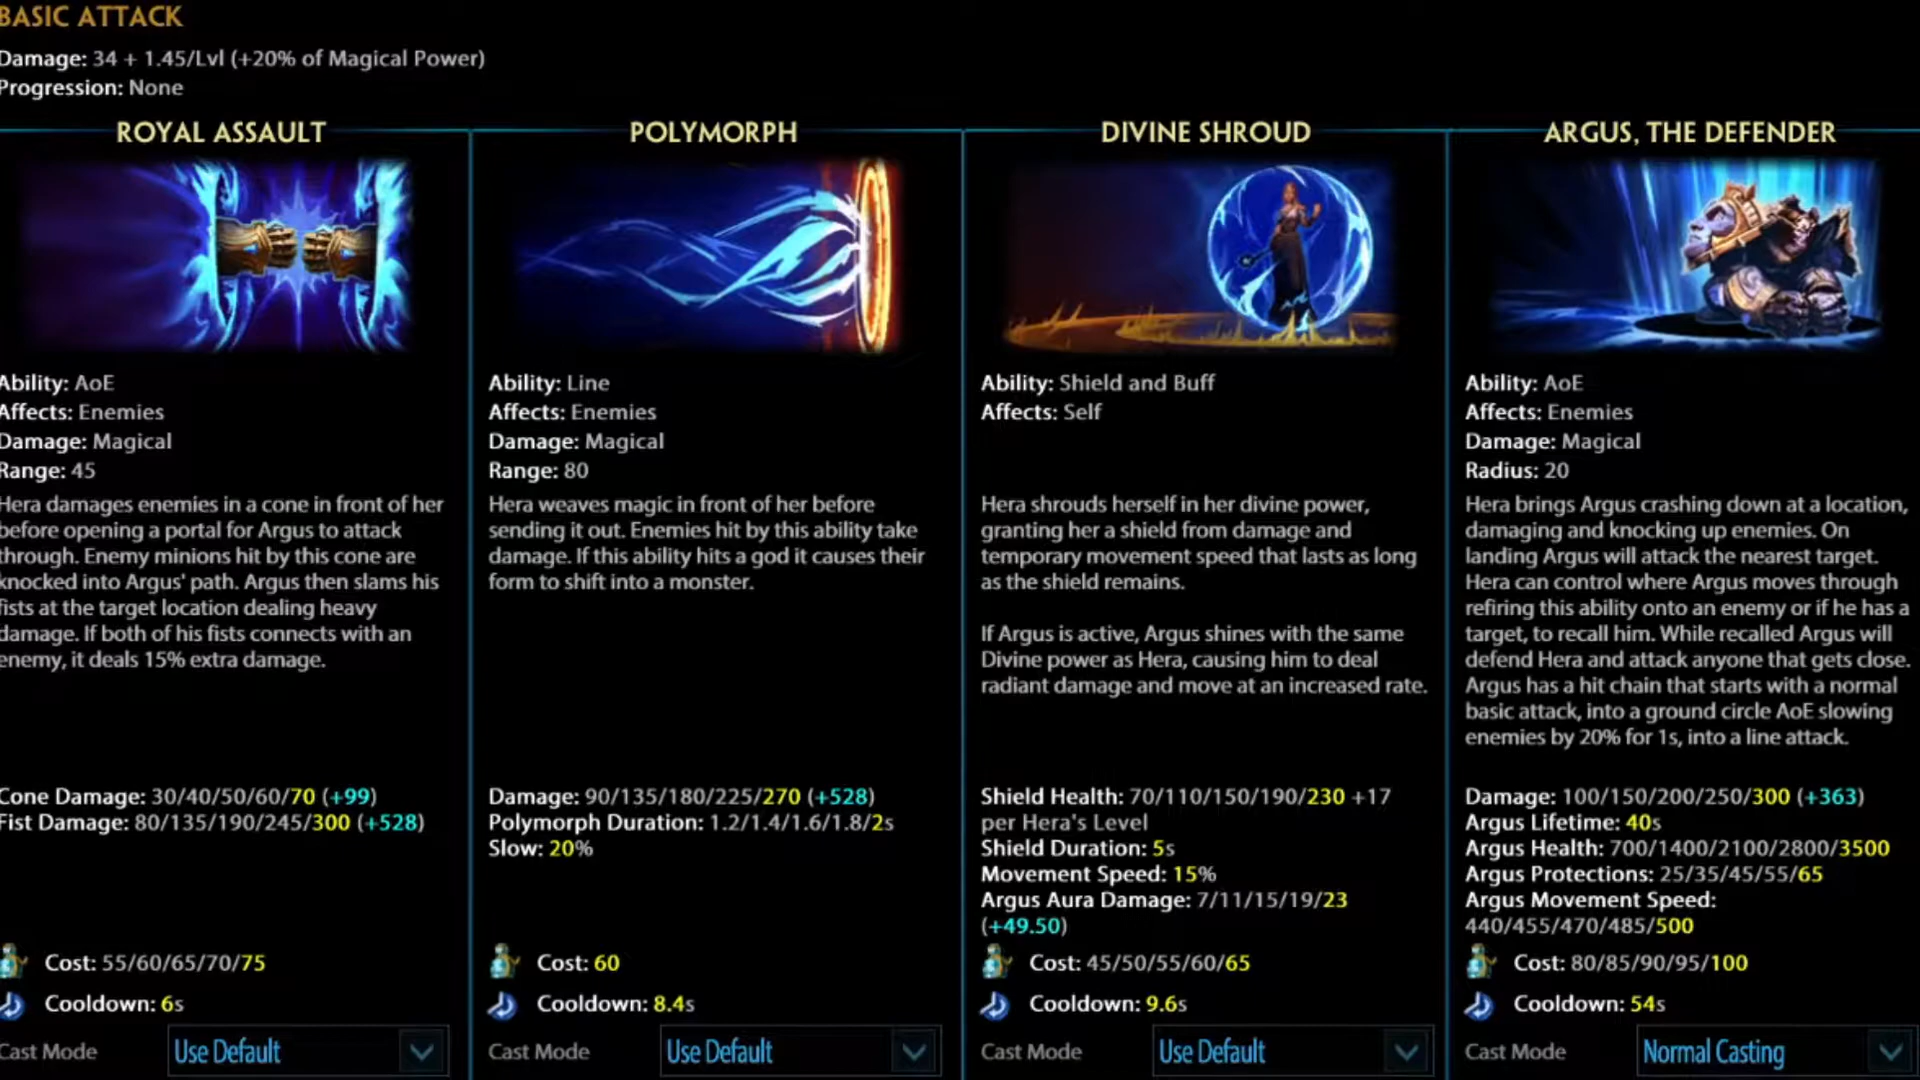 BASIC ATTACK
Damage: 34 + 1.45/Lvl (+20% of Magical Power)
Progression: None
ROYAL ASSAULT
Ability: AoE
Affects: Enemies
Damage: Magical
Range: 45
Hera damages enemies in a cone in front of her
before opening a portal for Argus to attack
through. Enemy minions hit by this cone are
knocked into Argus' path. Argus then slams his
fists at the target location dealing heavy
damage. If both of his fists connects with an
enemy, it deals 15% extra damage.
Cone Damage: 30/40/50/60/70 (+99)
Fist Damage: 80/135/190/245/300 (+528)
Cost: 55/60/65/70/75
Cooldown: 6s
Cast Mode
Use Default
POLYMORPH
Ability: Line
Affects: Enemies
Damage: Magical
Range: 80
Hera weaves magic in front of her before
sending it out. Enemies hit by this ability take
damage. If this ability hits a god it causes their
form to shift into a monster.
Damage: 90/135/180/225/270 (+528)
Polymorph Duration: 1.2/1.4/1.6/1.8/2s
Slow: 20%
Cost: 60
Cooldown: 8.4s
Cast Mode
Use Default
DIVINE SHROUD
Ability: Shield and Buff
Affects: Self
Hera shrouds herself in her divine power,
granting her a shield from damage and
temporary movement speed that lasts as long
as the shield remains.
If Argus is active, Argus shines with the same
Divine power as Hera, causing him to deal
radiant damage and move at an increased rate.
Shield Health: 70/110/150/190/230 +17
per Hera's Level
Shield Duration: 5s
Movement Speed: 15%
Argus Aura Damage: 7/11/15/19/23
(+49.50)
Cost: 45/50/55/60/65
Cooldown: 9.6s
Cast Mode
Use Default
ARGUS, THE DEFENDER
Ability: AoE
Affects: Enemies
Damage: Magical
Radius: 20
Hera brings Argus crashing down at a location,
damaging and knocking up enemies. On
landing Argus will attack the nearest target.
Hera can control where Argus moves through
refiring this ability onto an enemy or if he has a
target, to recall him. While recalled Argus will
defend Hera and attack anyone that gets close.
Argus has a hit chain that starts with a normal
basic attack, into a ground circle AoE slowing
enemies by 20% for 1s, into a line attack.
Damage: 100/150/200/250/300 (+363)
Argus Lifetime: 40s
Argus Health: 700/1400/2100/2800/3500
Argus Protections: 25/35/45/55/65
Argus Movement Speed:
440/455/470/485/500
Cost: 80/85/90/95/100
Cooldown: 54s
Cast Mode
Normal Casting